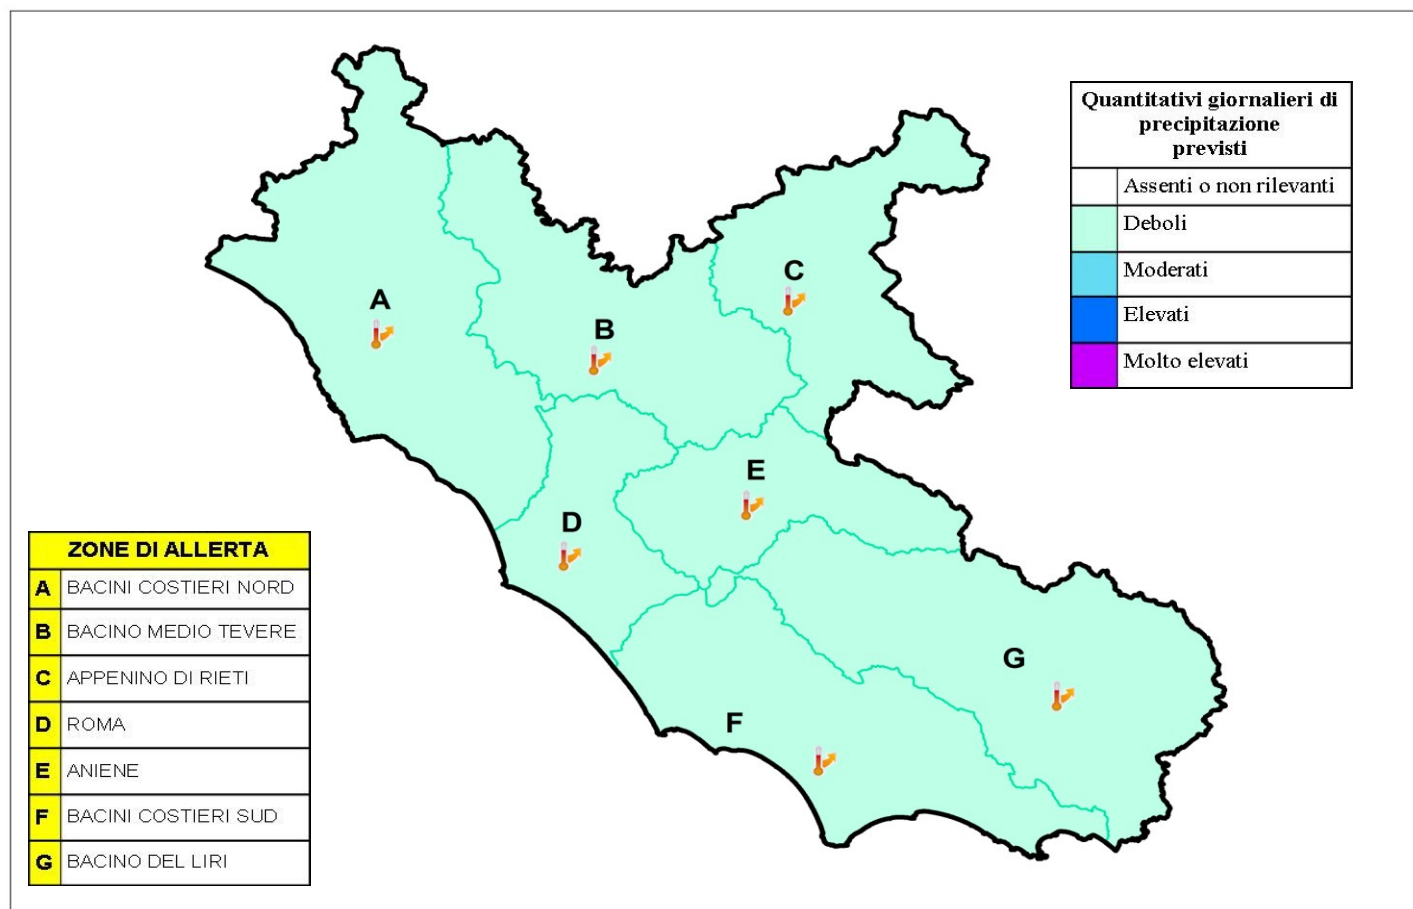 Quantitativi giornalieri di
precipitazione
previsti
Assenti o non rilevanti
Deboli
Moderati
Elevati
Molto elevati
A
B
C
D
E
F
G
ZONE DI ALLERTA
A BACINI COSTIERI NORD
B BACINO MEDIO TEVERE
C APPENINO DI RIETI
D ROMA
E ANIENE
F BACINI COSTIERI SUD
G BACINO DEL LIRI